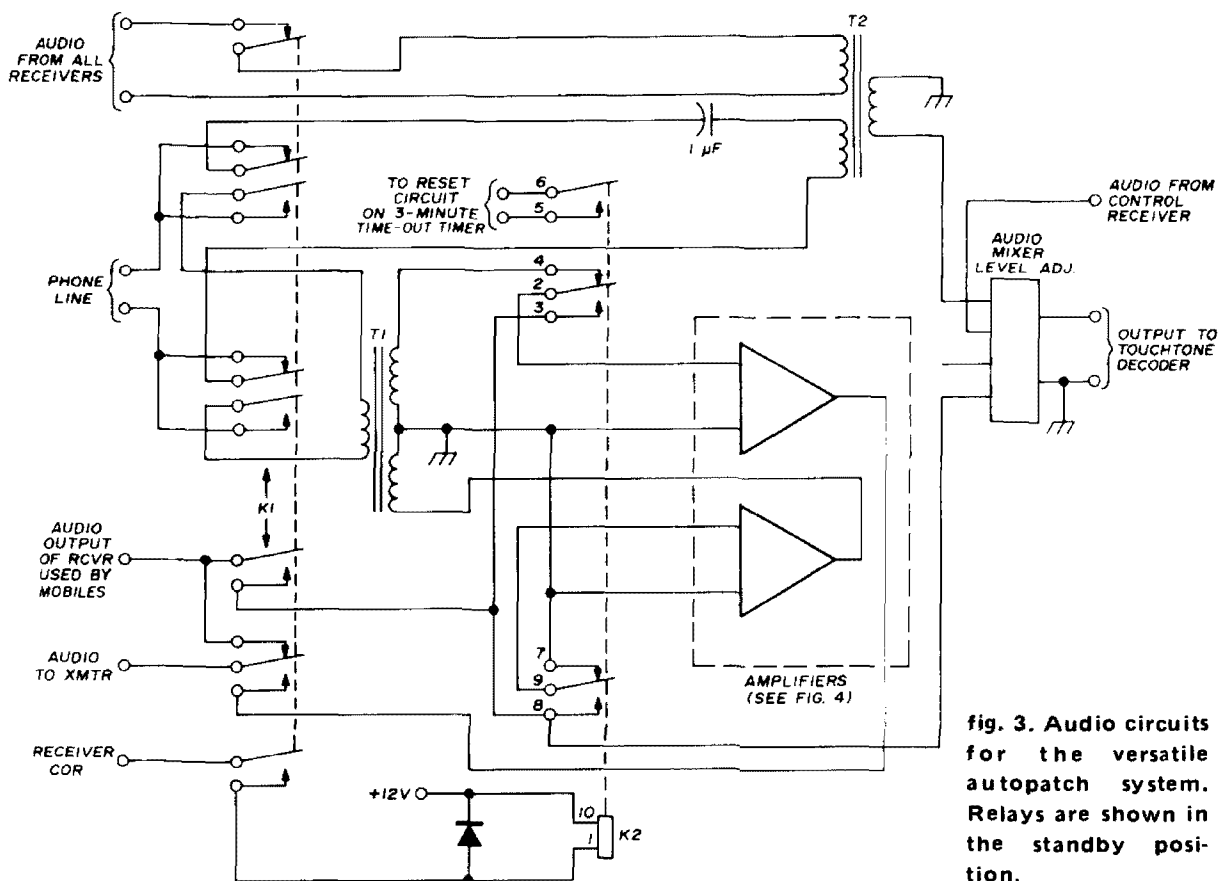 T2
AUDIO
FROM ALL
RECEIVERS
1 µF
TO RESET
CIRCUIT
ON 3-MINUTE
TIME-OUT TIMER
6
5
AUDIO FROM
CONTROL
RECEIVER
AUDIO
MIXER
LEVEL ADJ.
PHONE
LINE
4
2
3
T1
OUTPUT TO
TOUCHTONE
DECODER
K1
AUDIO
OUTPUT
OF RCVR
USED BY
MOBILES
AUDIO
TO XMTR
7
9
8
AMPLIFIERS
(SEE FIG. 4)
RECEIVER
COR
+12V
10
1
K2
fig. 3. Audio circuits
for the versatile
autopatch system.
Relays are shown in
the standby posi-
tion.